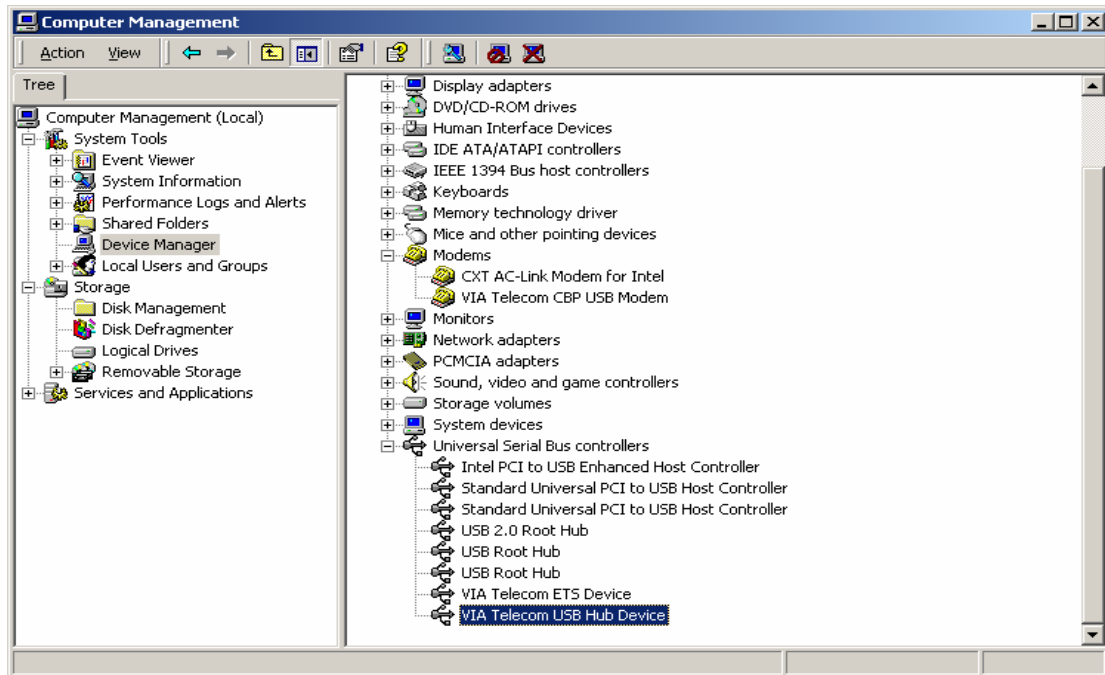 Computer Management
Action View
Tree
Computer Management (Local)
System Tools
Event Viewer
System Information
Performance Logs and Alerts
Shared Folders
Device Manager
Local Users and Groups
Storage
Disk Management
Disk Defragmenter
Logical Drives
Removable Storage
Services and Applications
Display adapters
DVD/CD-ROM drives
Human Interface Devices
IDE ATA/ATAPI controllers
IEEE 1394 Bus host controllers
Keyboards
Memory technology driver
Mice and other pointing devices
Modems
CXT AC-Link Modem for Intel
VIA Telecom CBP USB Modem
Monitors
Network adapters
PCMCIA adapters
Sound, video and game controllers
Storage volumes
System devices
Universal Serial Bus controllers
Intel PCI to USB Enhanced Host Controller
Standard Universal PCI to USB Host Controller
Standard Universal PCI to USB Host Controller
USB 2.0 Root Hub
USB Root Hub
USB Root Hub
VIA Telecom ETS Device
VIA Telecom USB Hub Device